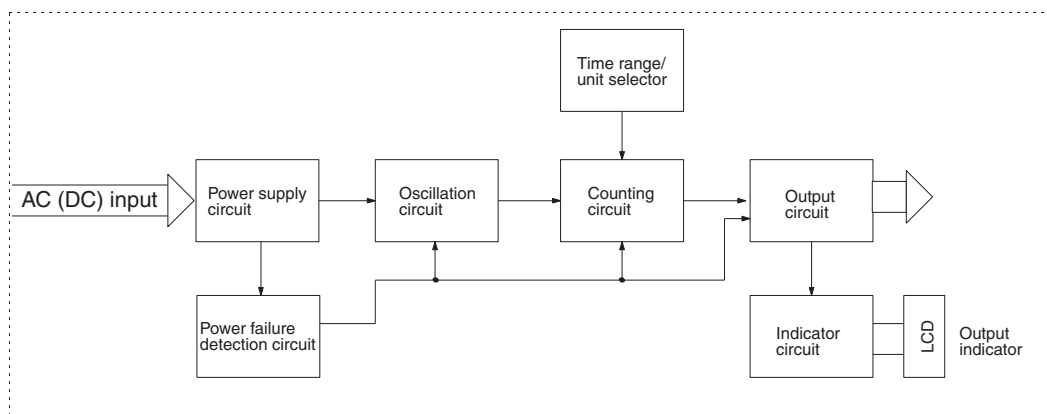 Time range/
unit selector
AC (DC) input
Power supply
circuit
Oscillation
circuit
Counting
circuit
Output
circuit
Power failure
detection circuit
Indicator
circuit
LCD
Output
indicator